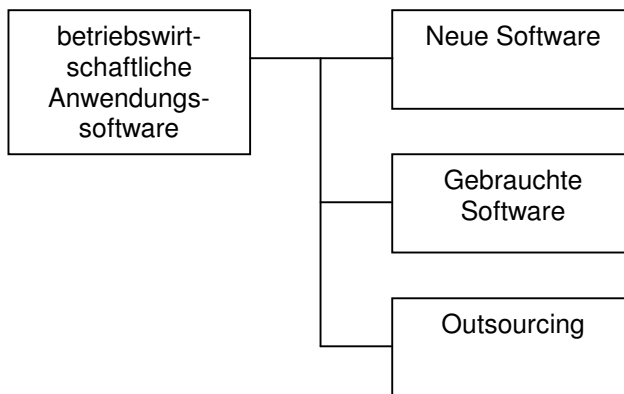 betriebswirt-
schaftliche
Anwendungs-
software
Neue Software
Gebrauchte
Software
Outsourcing